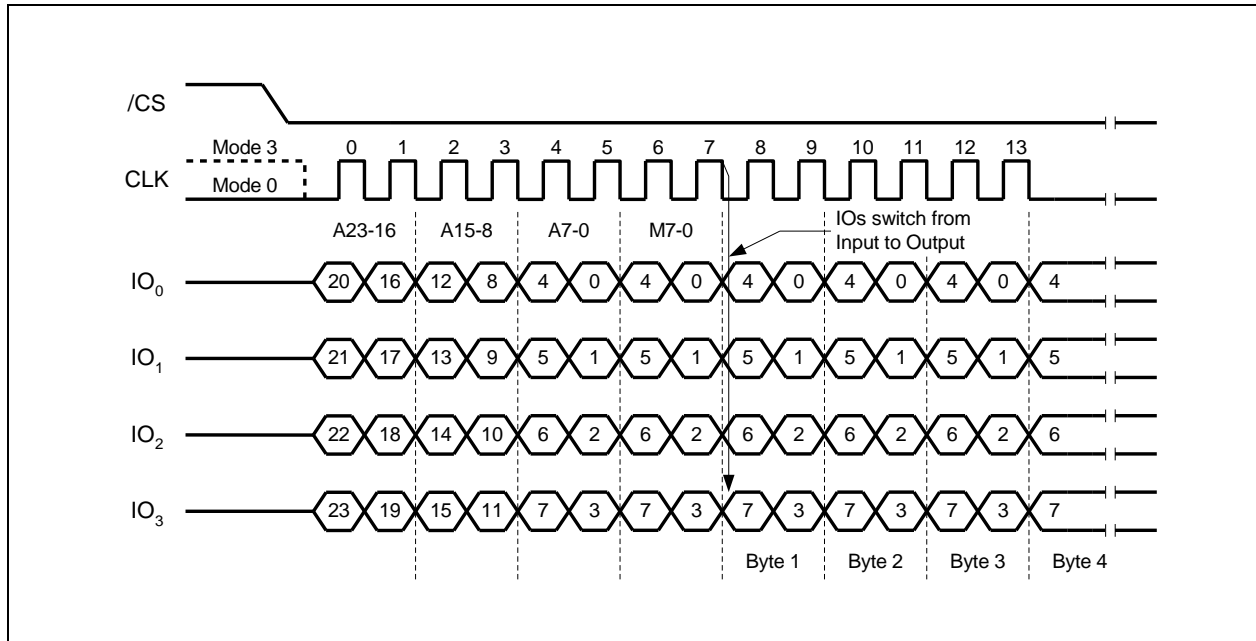 /CS
Mode 3 0 1 2 3 4 5 6 7 8 9 10 11 12 13
CLK
Mode 0
A23-16 A15-8 A7-0 M7-0 IOs switch from
Input to Output
IO0 20 16 12 8 4 0 4 0 4 0 4 0 4 0 4
IO1 21 17 13 9 5 1 5 1 5 1 5 1 5 1 5
IO2 22 18 14 10 6 2 6 2 6 2 6 2 6 2 6
IO3 23 19 15 11 7 3 7 3 7 3 7 3 7 3 7
Byte 1 Byte 2 Byte 3 Byte 4